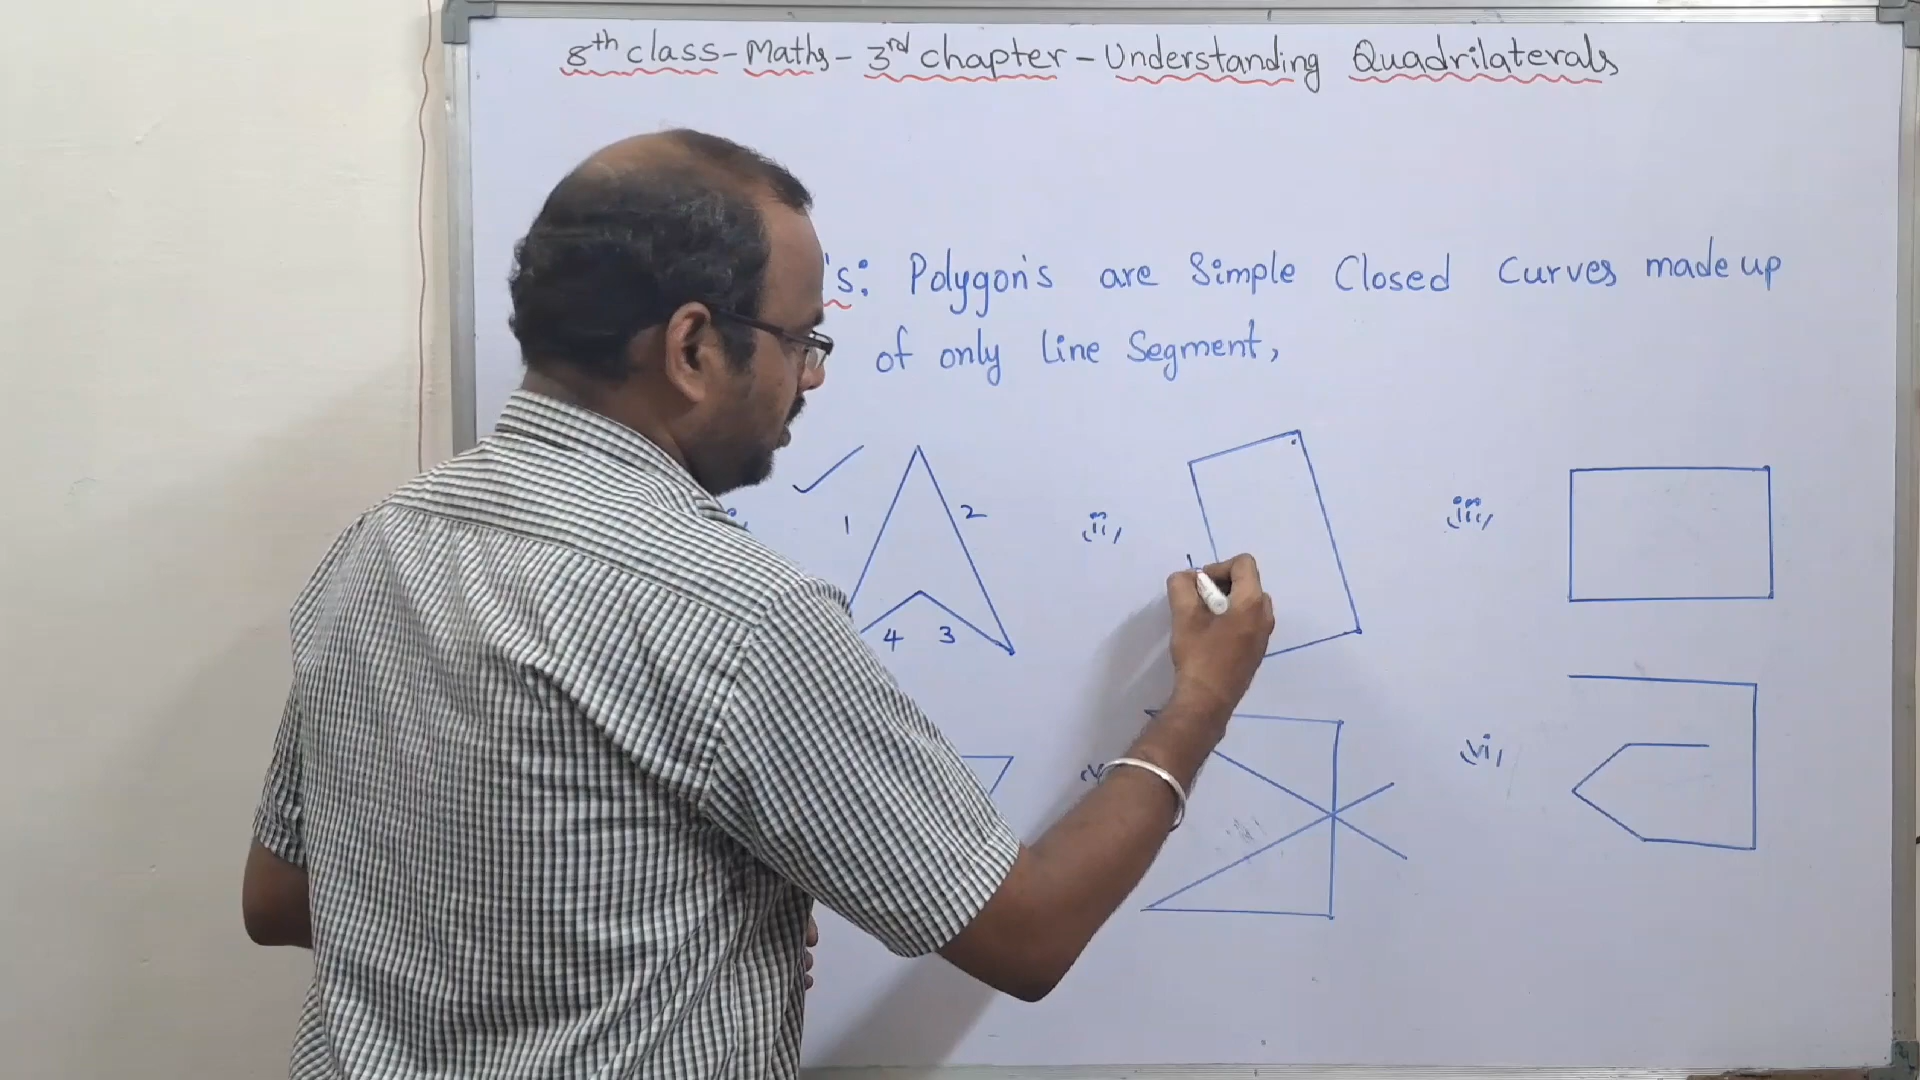 8th class - Maths - 3rd chapter - Understanding Quadrilaterals
's: Polygon's are Simple Closed Curves made up
of only Line Segment,
i,
1
2
4 3
ii,
1
iii,
vi,